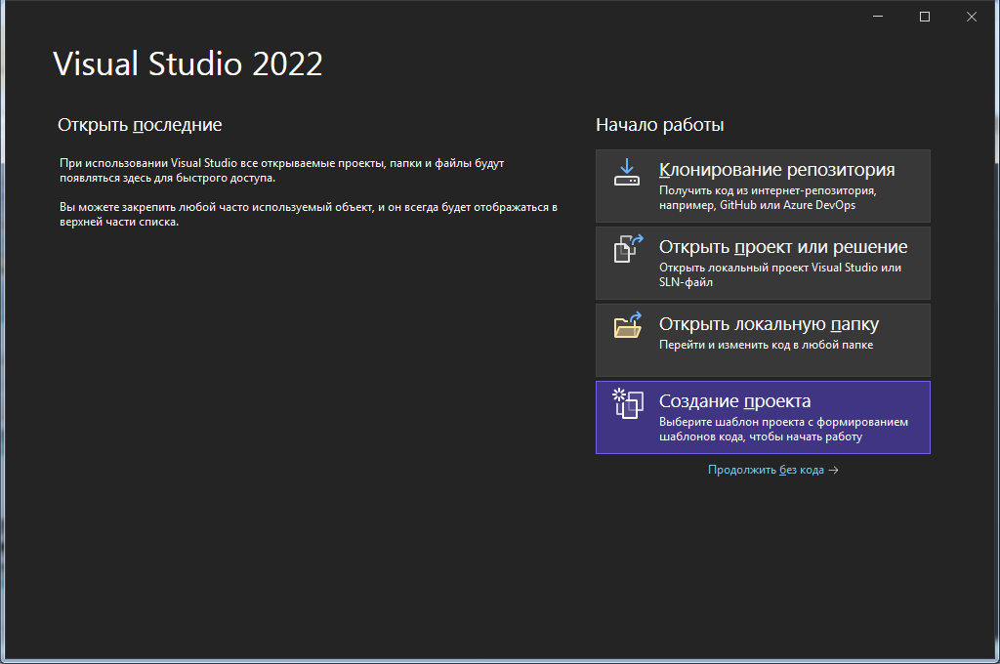 Visual Studio 2022
Открыть последние
При использовании Visual Studio все открываемые проекты, папки и файлы будут
появляться здесь для быстрого доступа.
Вы можете закрепить любой часто используемый объект, и он всегда будет отображаться в
верхней части списка.
Начало работы
Клонирование репозитория
Получить код из интернет-репозитория,
например, GitHub или Azure DevOps
Открыть проект или решение
Открыть локальный проект Visual Studio или
SLN-файл
Открыть локальную папку
Перейти и изменить код в любой папке
Создание проекта
Выберите шаблон проекта с формированием
шаблонов кода, чтобы начать работу
Продолжить без кода →